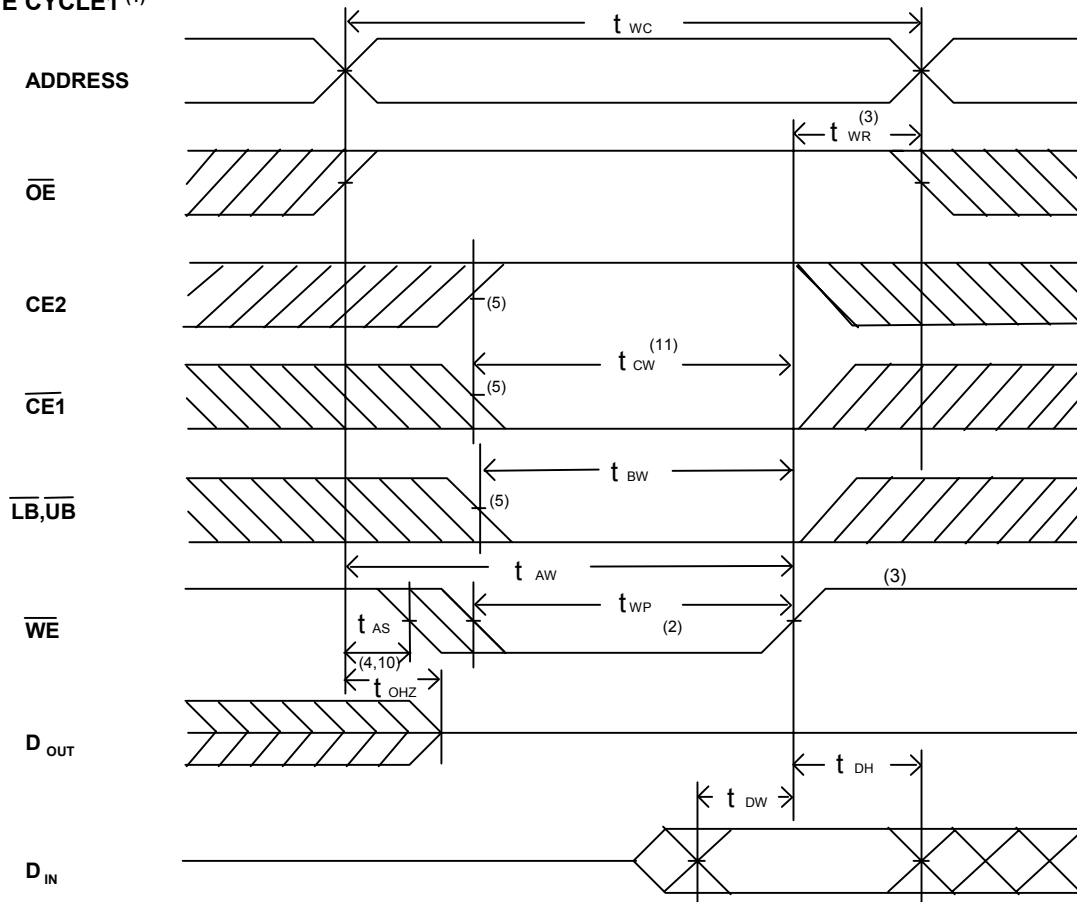 E CYCLE1 (1)
t WC
ADDRESS
t WR (3)
OE
CE2
(5)
t CW (11)
CE1
(5)
t BW
LB,UB
(5)
t AW
(3)
WE
t WP
(2)
t AS
(4,10)
t OHZ
D OUT
t DH
t DW
D IN